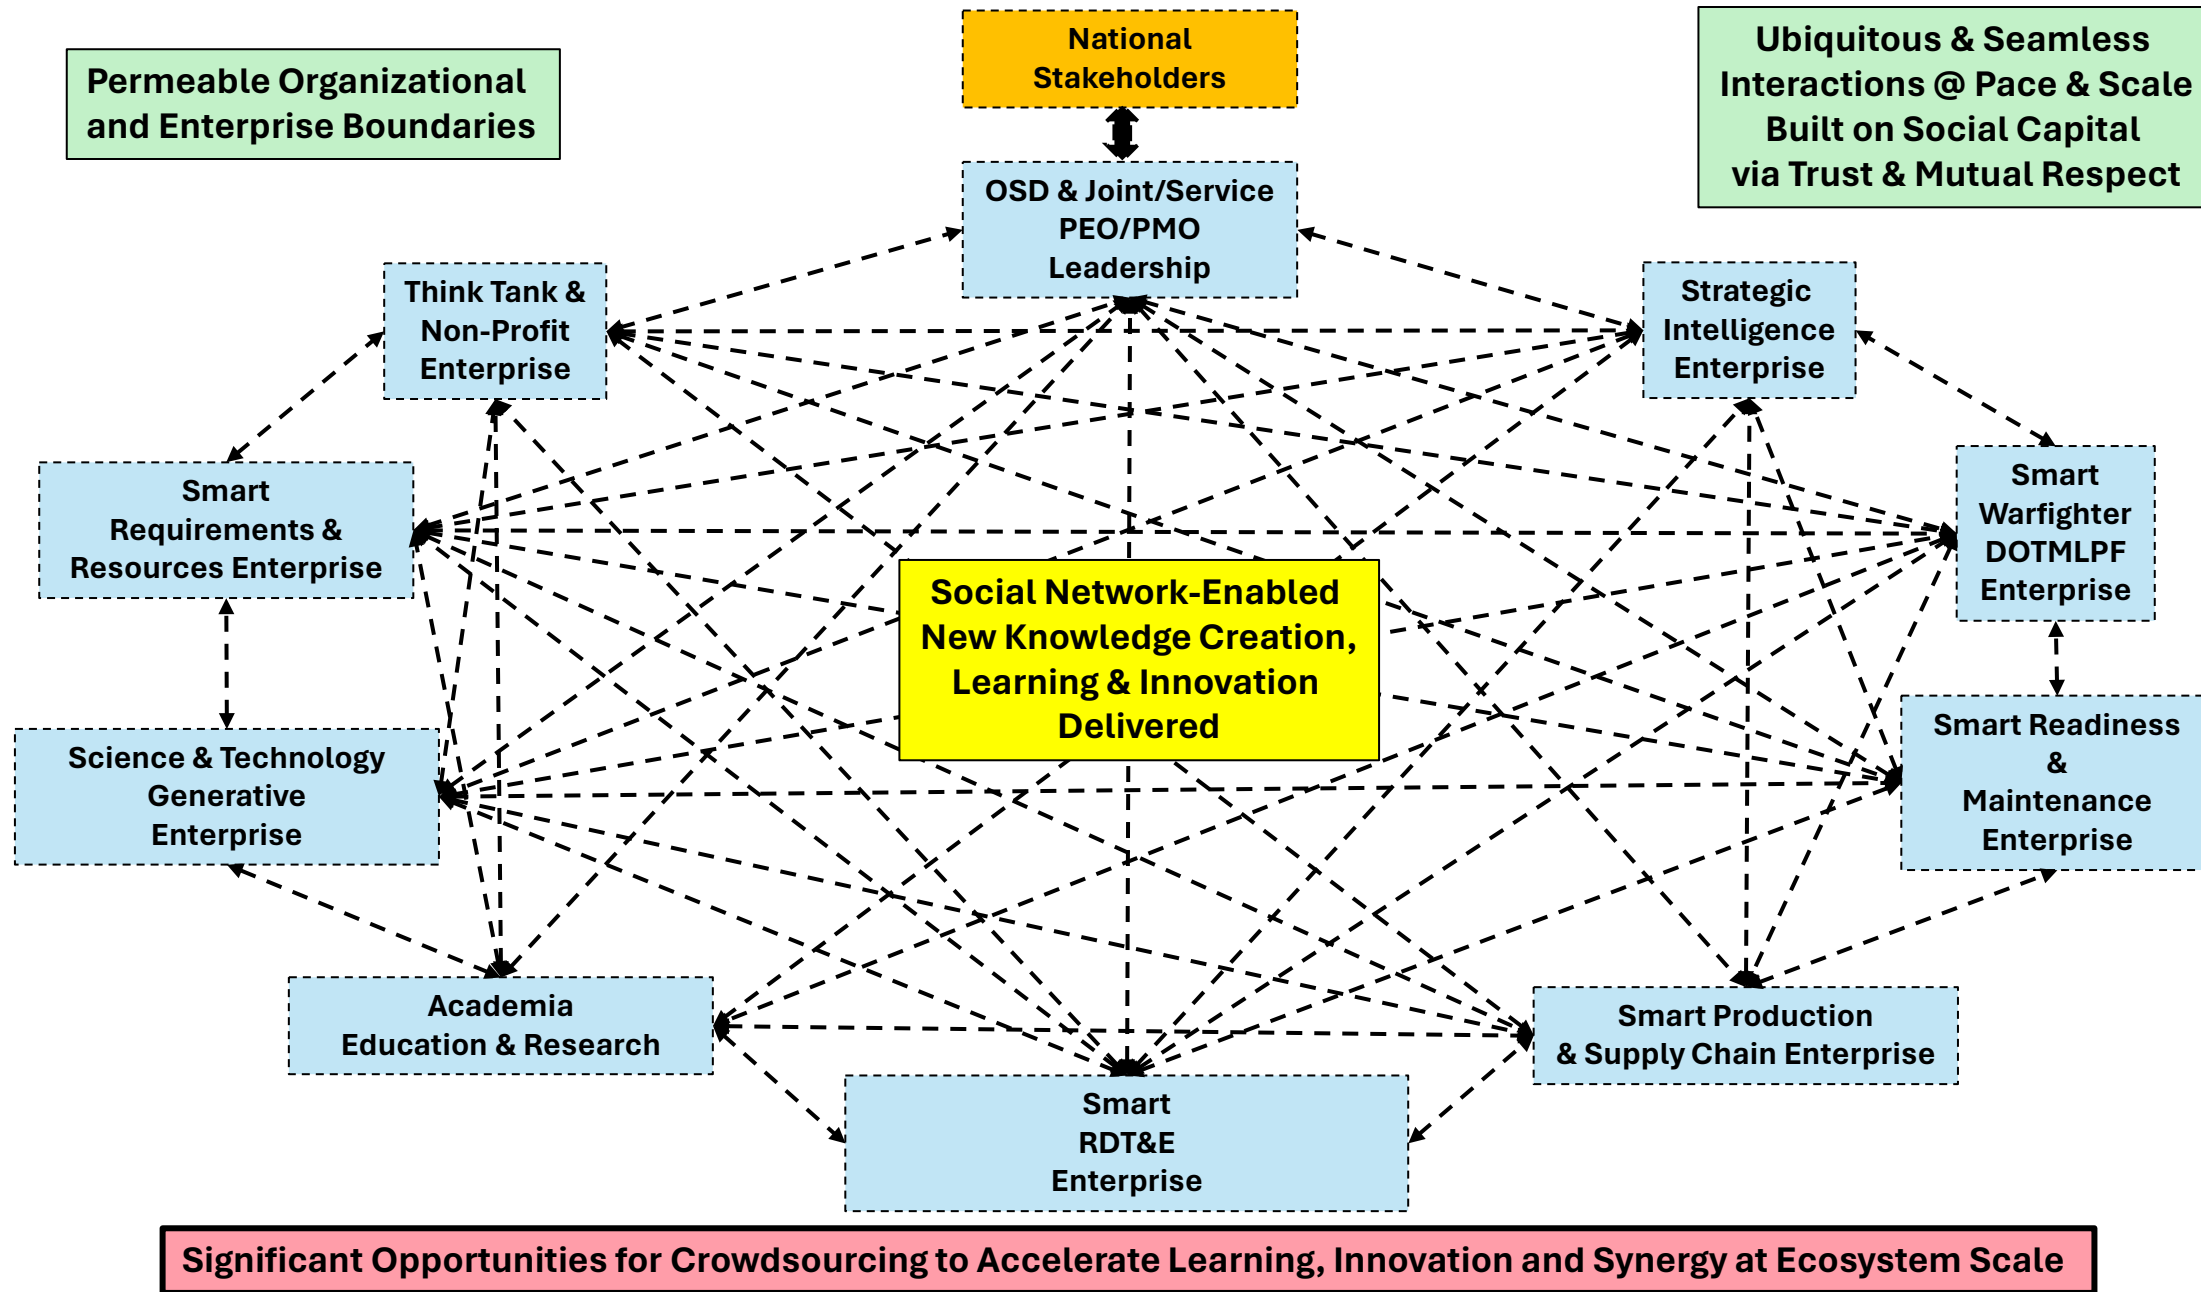 Permeable Organizational
and Enterprise Boundaries
National
Stakeholders
Ubiquitous & Seamless
Interactions @ Pace & Scale
Built on Social Capital
via Trust & Mutual Respect
OSD & Joint/Service
PEO/PMO
Leadership
Think Tank &
Non-Profit
Enterprise
Strategic
Intelligence
Enterprise
Smart
Requirements &
Resources Enterprise
Smart
Warfighter
DOTMLPF
Enterprise
Social Network-Enabled
New Knowledge Creation,
Learning & Innovation
Delivered
Science & Technology
Generative
Enterprise
Smart Readiness
&
Maintenance
Enterprise
Academia
Education & Research
Smart Production
& Supply Chain Enterprise
Smart
RDT&E
Enterprise
Significant Opportunities for Crowdsourcing to Accelerate Learning, Innovation and Synergy at Ecosystem Scale